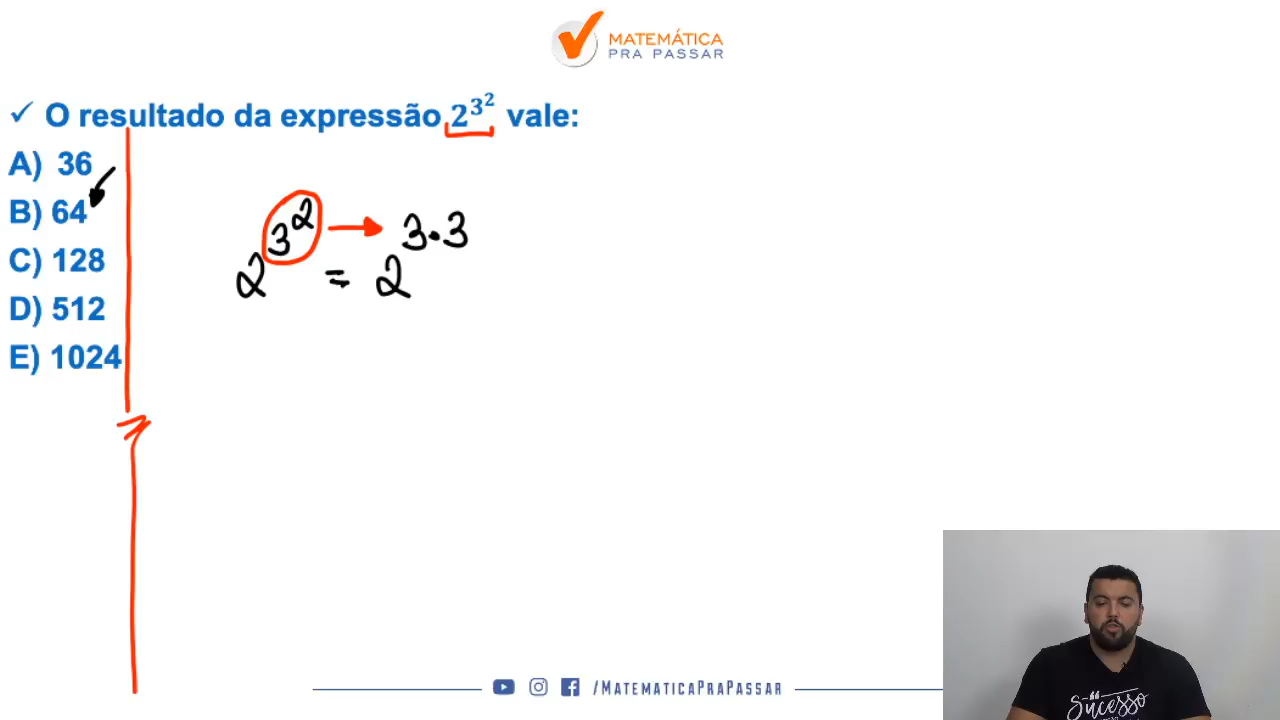 MATEMÁTICA
PRA PASSAR
✓ O resultado da expressão 2^{3^2} vale:
A) 36
B) 64
C) 128
D) 512
E) 1024
2^{3^2} = 2^{3·3}
/MATEMATICAPRAPASSAR
Sucesso